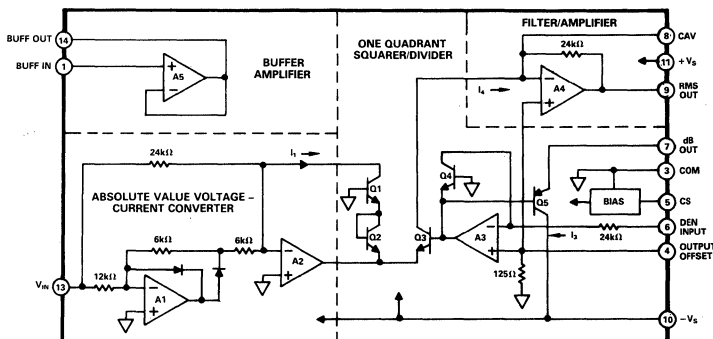 FILTER/AMPLIFIER
BUFF OUT 14
BUFF IN 1
A5
BUFFER
AMPLIFIER
ONE QUADRANT
SQUARER/DIVIDER
24kΩ
I4
A4
8 CAV
11 +VS
9 RMS
OUT
7 dB
OUT
3 COM
BIAS
5 CS
6 DEN
INPUT
4 OUTPUT
OFFSET
10 -VS
24kΩ
I1
ABSOLUTE VALUE VOLTAGE –
CURRENT CONVERTER
6kΩ
6kΩ
12kΩ
VIN 13
A1
A2
Q1
Q2
Q3
Q4
Q5
A3
I3
24kΩ
125Ω